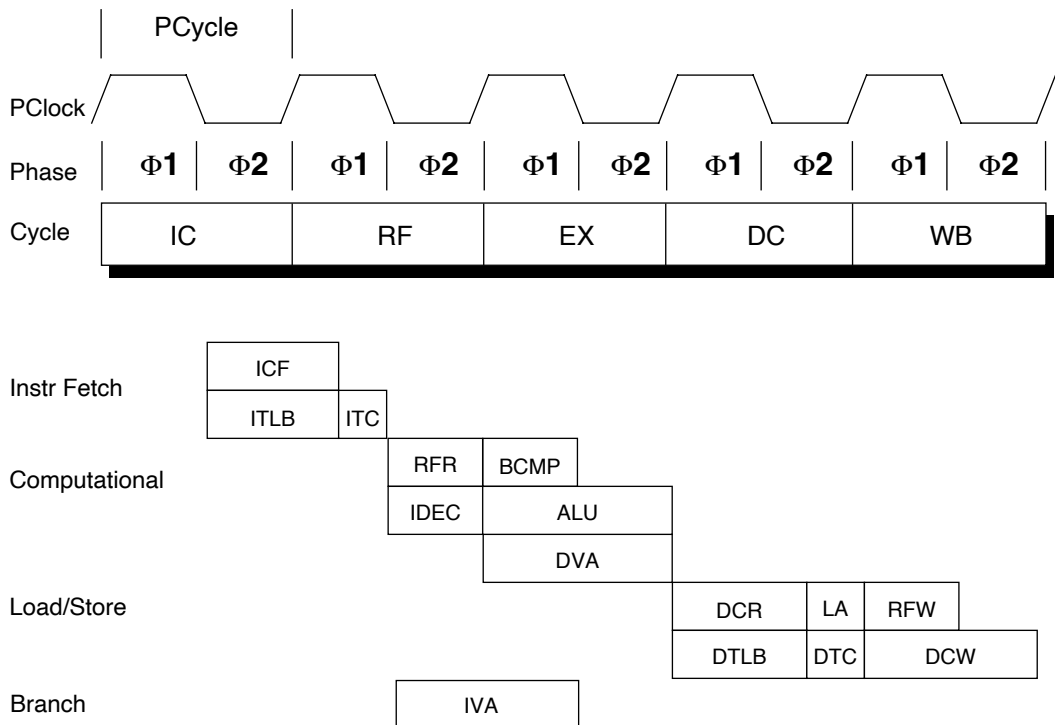 PCycle
PClock
Phase Φ1 Φ2 Φ1 Φ2 Φ1 Φ2 Φ1 Φ2 Φ1 Φ2
Cycle IC RF EX DC WB
ICF
Instr Fetch
ITLB ITC
RFR BCMP
Computational
IDEC ALU
DVA
Load/Store
DCR LA RFW
DTLB DTC DCW
Branch IVA